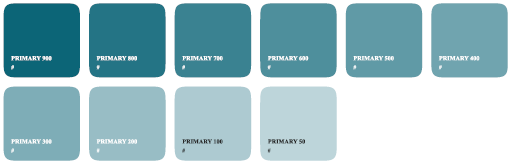 PRIMARY 900
#
PRIMARY 800
#
PRIMARY 700
#
PRIMARY 600
#
PRIMARY 500
#
PRIMARY 400
#
PRIMARY 300
#
PRIMARY 200
#
PRIMARY 100
#
PRIMARY 50
#